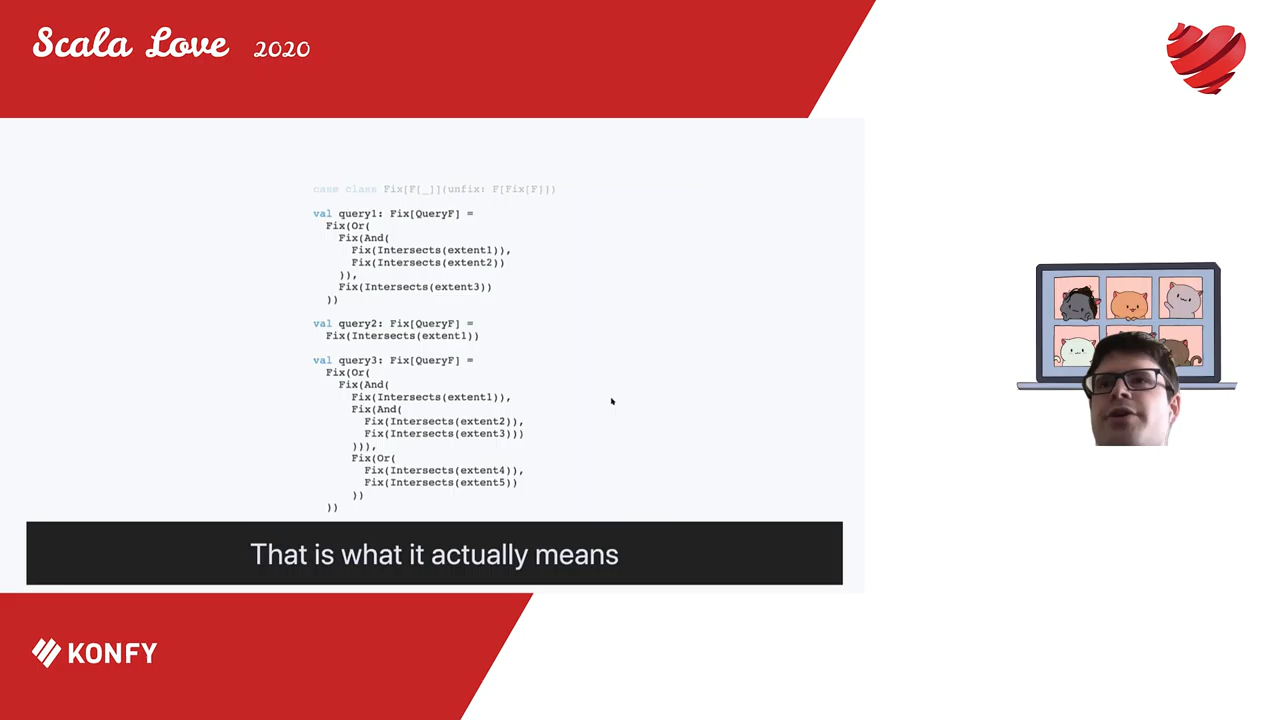 Scala Love 2020
case class Fix[F[_]](unfix: F[Fix[F]])
val query1: Fix[QueryF] =
Fix(Or(
Fix(And(
Fix(Intersects(extent1)),
Fix(Intersects(extent2))
)),
Fix(Intersects(extent3))
))
val query2: Fix[QueryF] =
Fix(Intersects(extent1))
val query3: Fix[QueryF] =
Fix(Or(
Fix(And(
Fix(Intersects(extent1)),
Fix(And(
Fix(Intersects(extent2)),
Fix(Intersects(extent3)))
))),
Fix(Or(
Fix(Intersects(extent4)),
Fix(Intersects(extent5))
))
))
That is what it actually means
KONFY